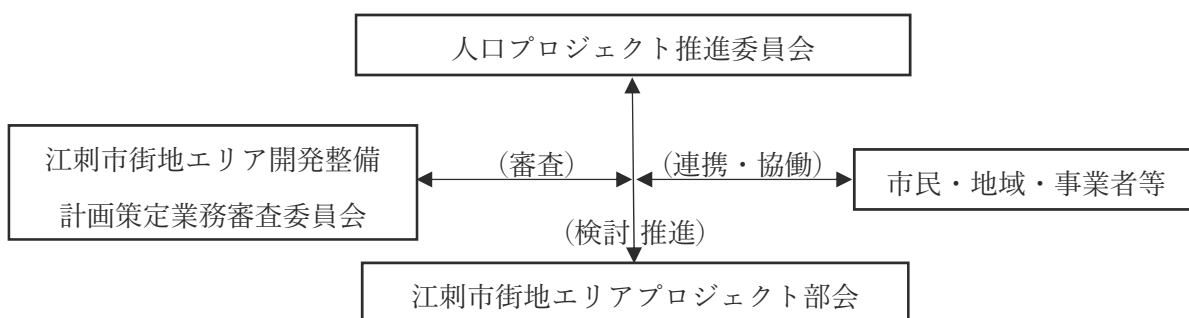 人口プロジェクト推進委員会
江刺市街地エリア開発整備
計画策定業務審査委員会
(審査)
(連携・協働)
市民・地域・事業者等
(検討 推進)
江刺市街地エリアプロジェクト部会